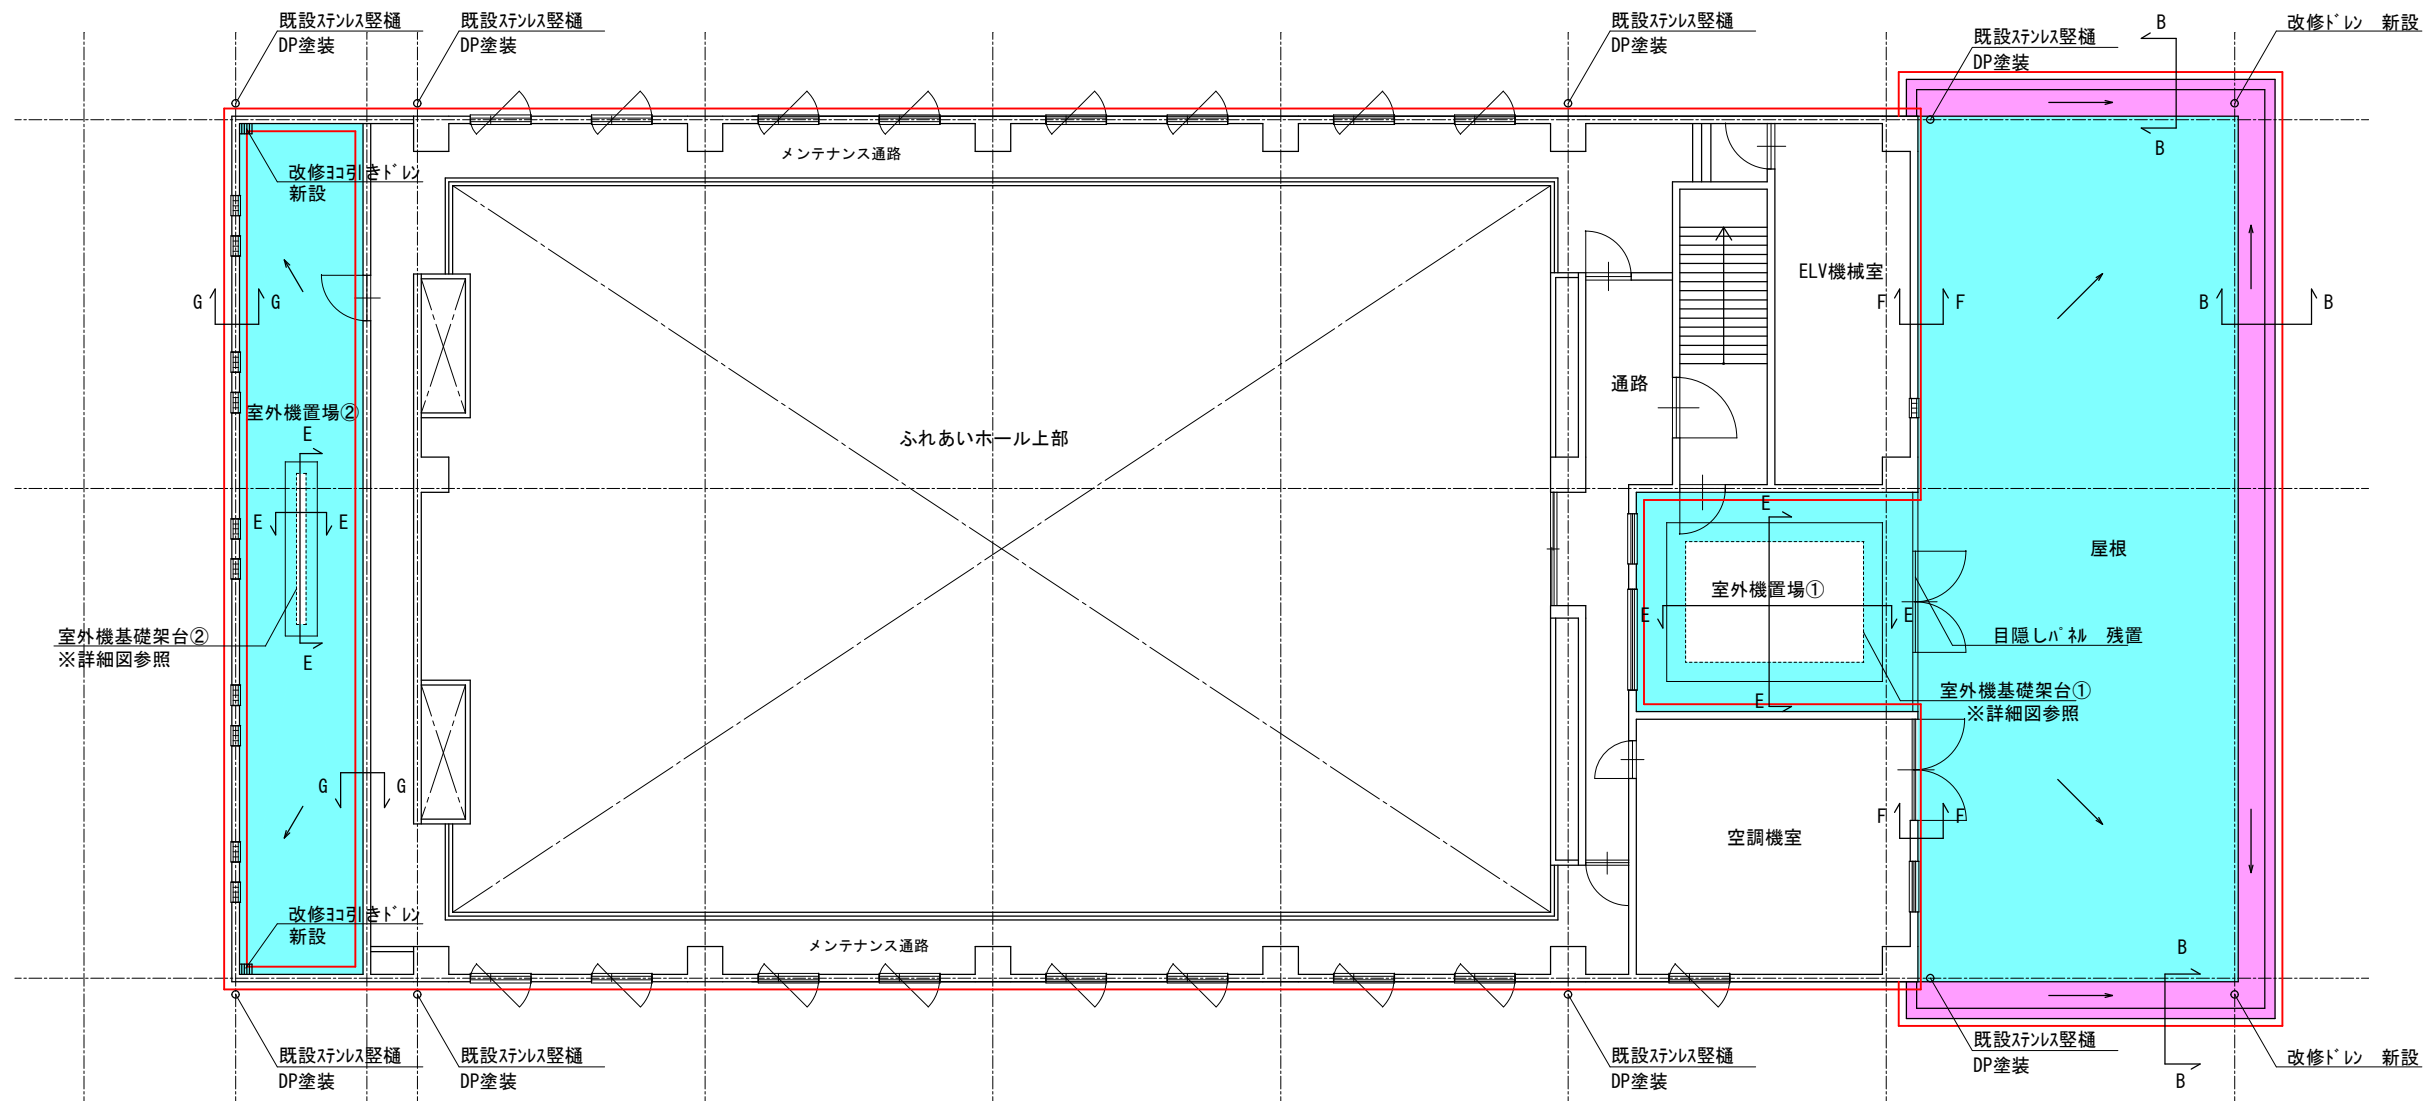 既設ｽﾃﾝﾚｽ竪樋
DP塗装
既設ｽﾃﾝﾚｽ竪樋
DP塗装
既設ｽﾃﾝﾚｽ竪樋
DP塗装
既設ｽﾃﾝﾚｽ竪樋
DP塗装
B
改修ﾄﾞﾚﾝ　新設
B
メンテナンス通路
改修ﾖｺ引きﾄﾞﾚﾝ
新設
ELV機械室
G
G
F
F
B
B
通路
室外機置場②
E
ふれあいホール上部
E
E
E
屋根
室外機置場①
E
E
室外機基礎架台②
※詳細図参照
E
目隠しﾊﾟﾈﾙ　残置
室外機基礎架台①
※詳細図参照
E
G
G
空調機室
F
F
改修ﾖｺ引きﾄﾞﾚﾝ
新設
メンテナンス通路
B
既設ｽﾃﾝﾚｽ竪樋
DP塗装
既設ｽﾃﾝﾚｽ竪樋
DP塗装
既設ｽﾃﾝﾚｽ竪樋
DP塗装
既設ｽﾃﾝﾚｽ竪樋
DP塗装
B
改修ﾄﾞﾚﾝ　新設